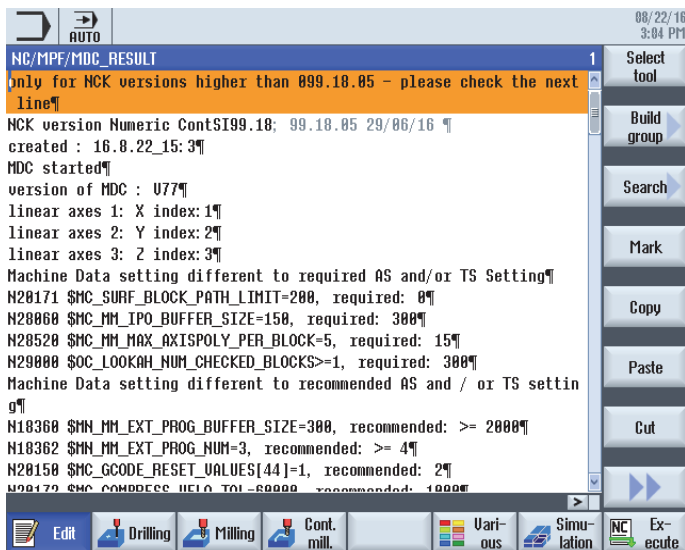 08/22/16
3:04 PM
AUTO
NC/MPF/MDC_RESULT 1
only for NCK versions higher than 099.18.05 - please check the next
line¶
NCK version Numeric ContSI99.18; 99.18.05 29/06/16 ¶
created : 16.8.22_15:3¶
MDC started¶
version of MDC : V77¶
linear axes 1: X index:1¶
linear axes 2: Y index:2¶
linear axes 3: Z index:3¶
Machine Data setting different to required AS and/or TS Setting¶
N20171 $MC_SURF_BLOCK_PATH_LIMIT=200, required: 0¶
N28060 $MC_MM_IPO_BUFFER_SIZE=150, required: 300¶
N28520 $MC_MM_MAX_AXISPOLY_PER_BLOCK=5, required: 15¶
N29000 $OC_LOOKAH_NUM_CHECKED_BLOCKS>=1, required: 300¶
Machine Data setting different to recommended AS and / or TS settin
g¶
N18360 $MN_MM_EXT_PROG_BUFFER_SIZE=300, recommended: >= 2000¶
N18362 $MN_MM_EXT_PROG_NUM=3, recommended: >= 4¶
N20150 $MC_GCODE_RESET_VALUES[44]=1, recommended: 2¶
N20172 $MC_COMPRESS_VELO_TOL=60000, recommended: 1000¶
Select
tool
Build
group
Search
Mark
Copy
Paste
Cut
Edit
Drilling
Milling
Cont.
mill.
Vari-
ous
Simu-
lation
NC
Ex-
ecute